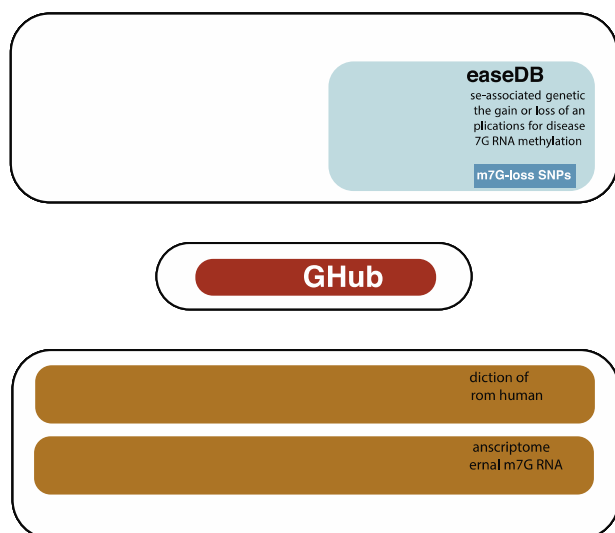 easeDB
se-associated genetic
the gain or loss of an
plications for disease
7G RNA methylation
m7G-loss SNPs
GHub
diction of
rom human
anscriptome
ernal m7G RNA